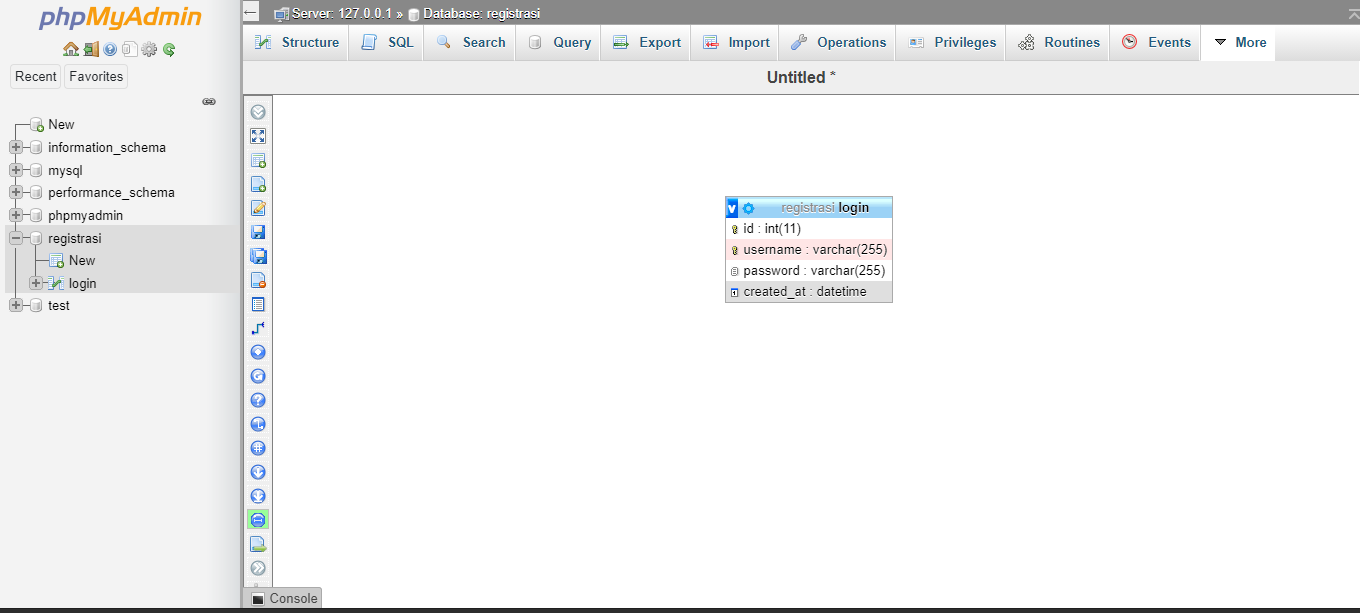 phpMyAdmin
Recent Favorites
New
information_schema
mysql
performance_schema
phpmyadmin
registrasi
New
login
test
Server: 127.0.0.1 » Database: registrasi
Structure SQL Search Query Export Import Operations Privileges Routines Events More
Untitled *
v registrasi login
id : int(11)
username : varchar(255)
password : varchar(255)
created_at : datetime
Console